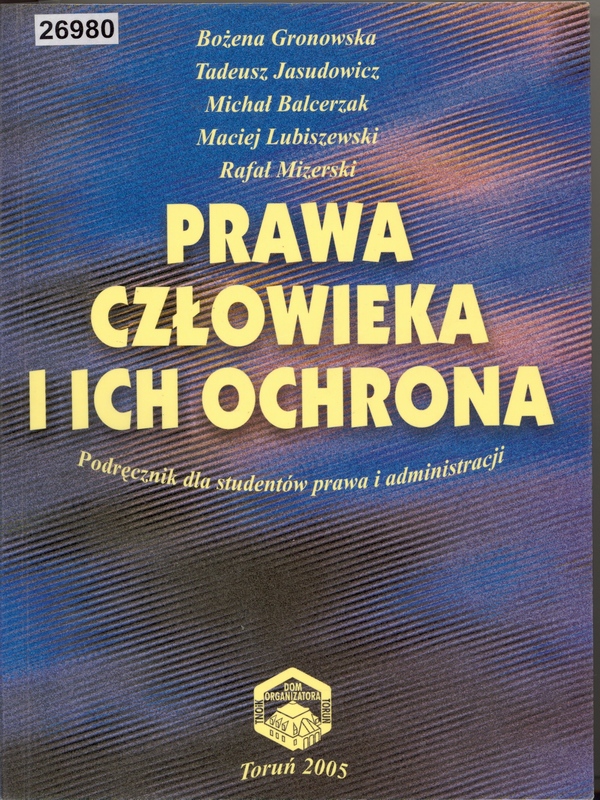 26980
Bożena Gronowska
Tadeusz Jasudowicz
Michał Balcerzak
Maciej Lubiszewski
Rafał Mizerski
PRAWA
CZŁOWIEKA
I ICH OCHRONA
Podręcznik dla studentów prawa i administracji
DOM
ORGANIZATORA
TNOIK
TORUŃ
Toruń 2005